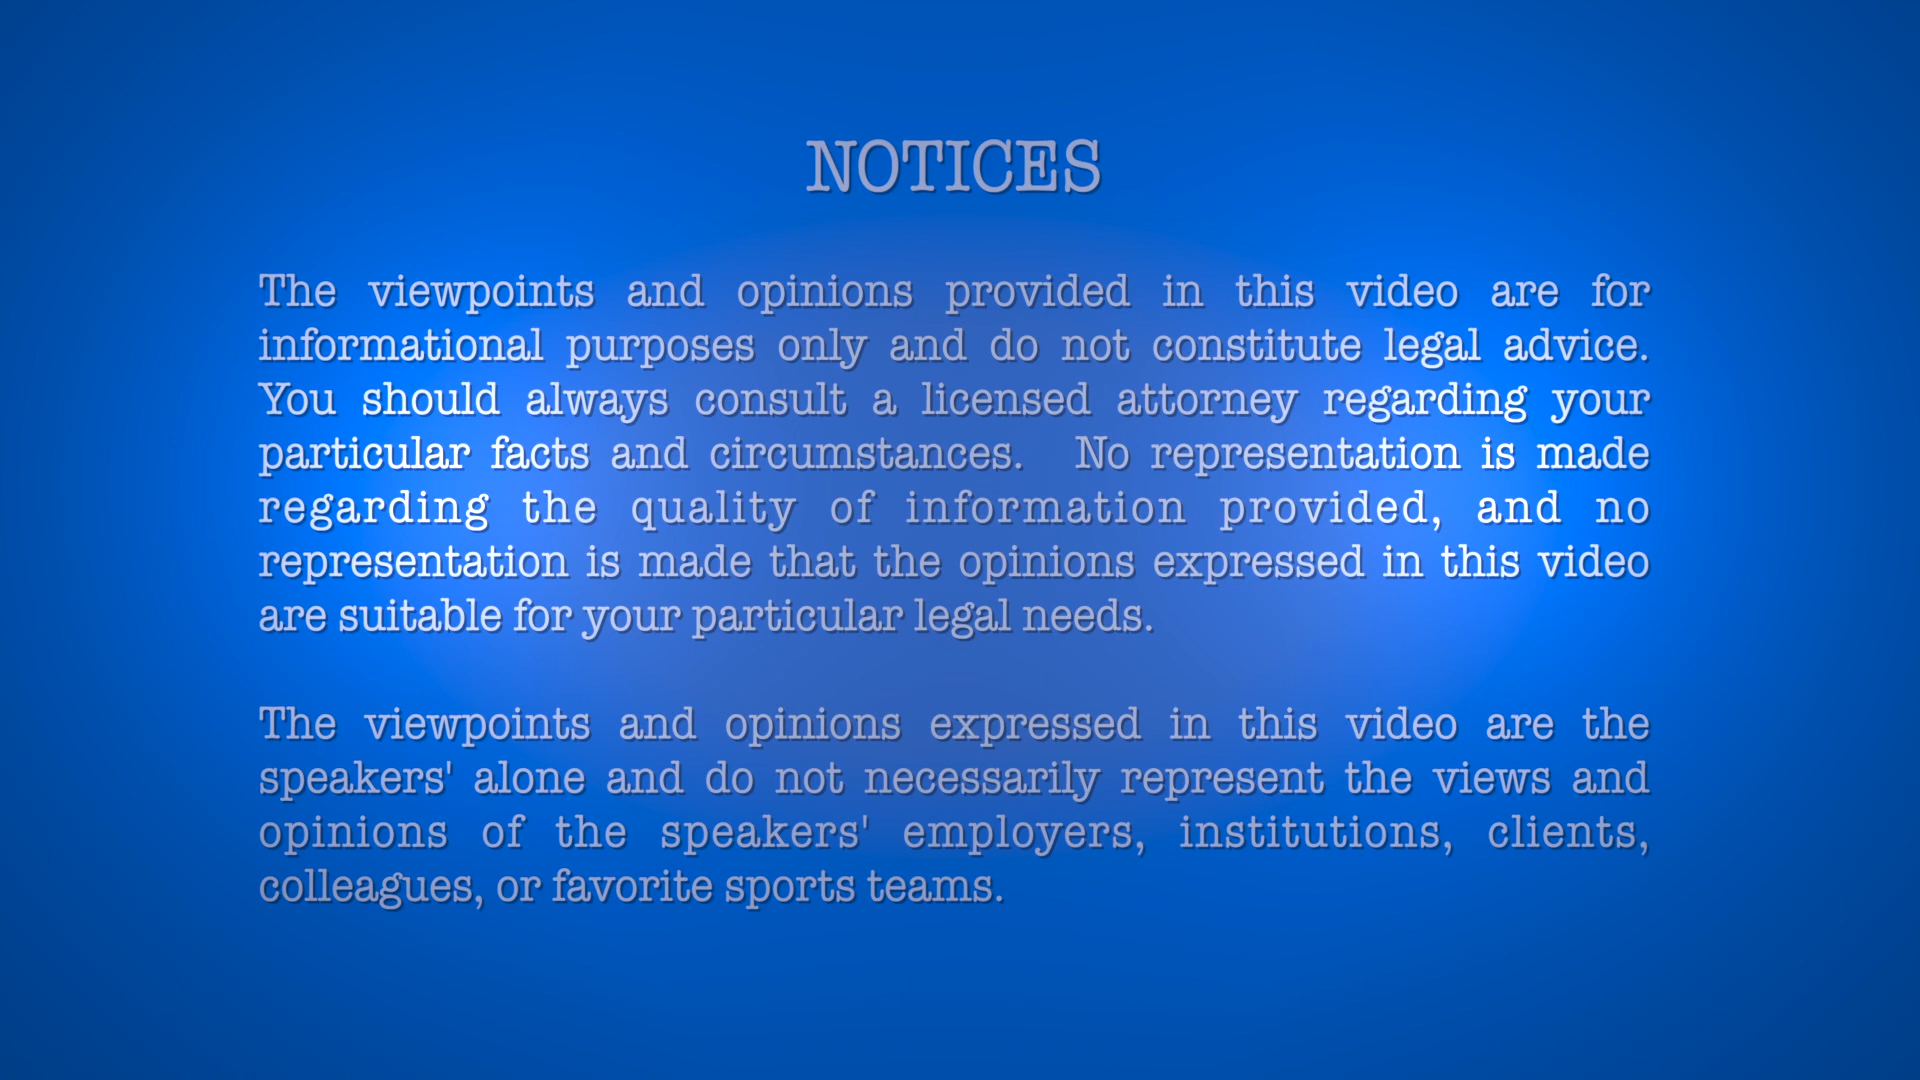 NOTICES
The viewpoints and opinions provided in this video are for
informational purposes only and do not constitute legal advice.
You should always consult a licensed attorney regarding your
particular facts and circumstances.  No representation is made
regarding the quality of information provided, and no
representation is made that the opinions expressed in this video
are suitable for your particular legal needs.
The viewpoints and opinions expressed in this video are the
speakers' alone and do not necessarily represent the views and
opinions of the speakers' employers, institutions, clients,
colleagues, or favorite sports teams.